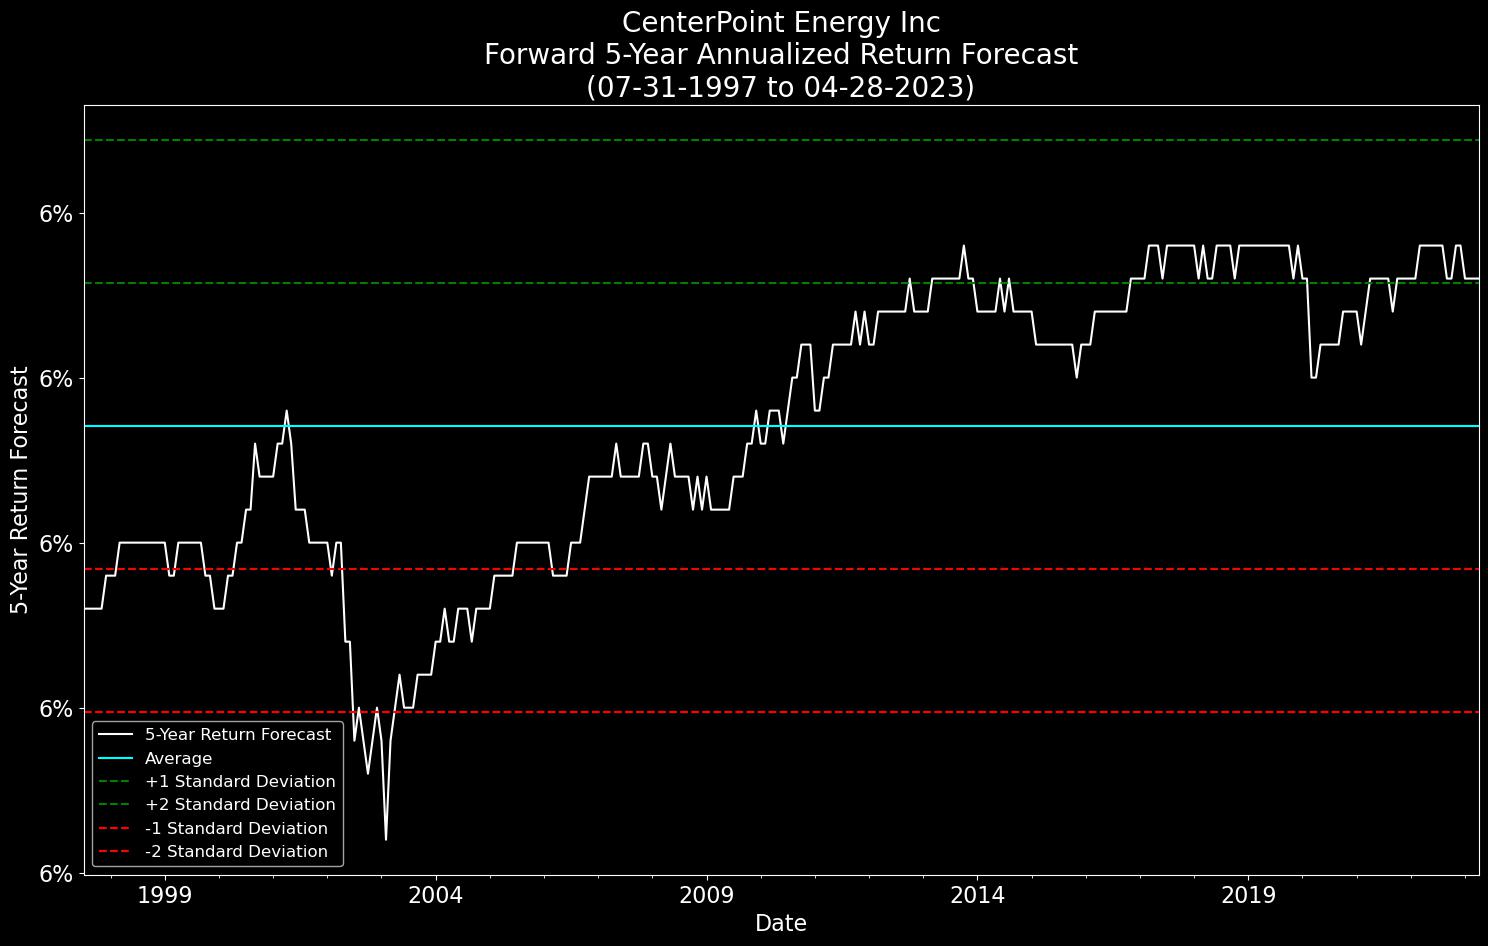 CenterPoint Energy Inc
Forward 5-Year Annualized Return Forecast
(07-31-1997 to 04-28-2023)
6%
6%
6%
6%
6%
5-Year Return Forecast
5-Year Return Forecast
Average
+1 Standard Deviation
+2 Standard Deviation
-1 Standard Deviation
-2 Standard Deviation
1999
2004
2009
2014
2019
Date